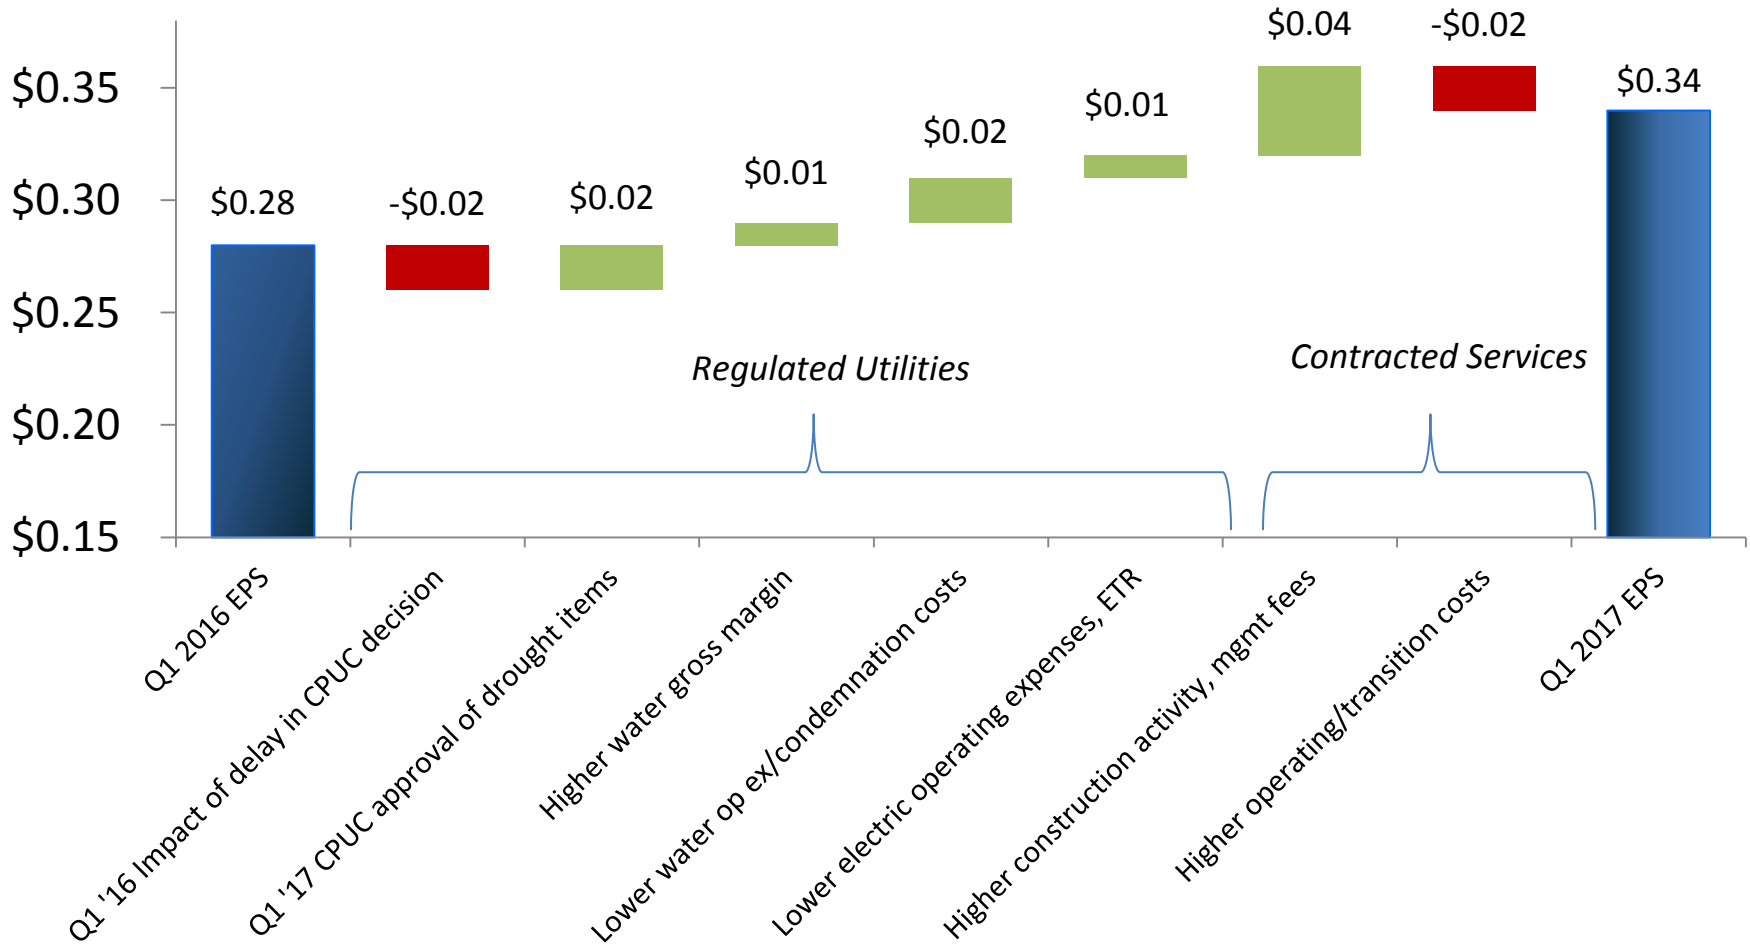 $0.04
-$0.02
$0.34
$0.01
$0.02
$0.01
$0.02
-$0.02
$0.28
$0.35
$0.30
$0.25
$0.20
$0.15
Regulated Utilities
Contracted Services
Q1 2016 EPS
Q1 '16 Impact of delay in CPUC decision
Q1 '17 CPUC approval of drought items
Higher water gross margin
Lower water op ex/condemnation costs
Lower electric operating expenses, ETR
Higher construction activity, mgmt fees
Higher operating/transition costs
Q1 2017 EPS